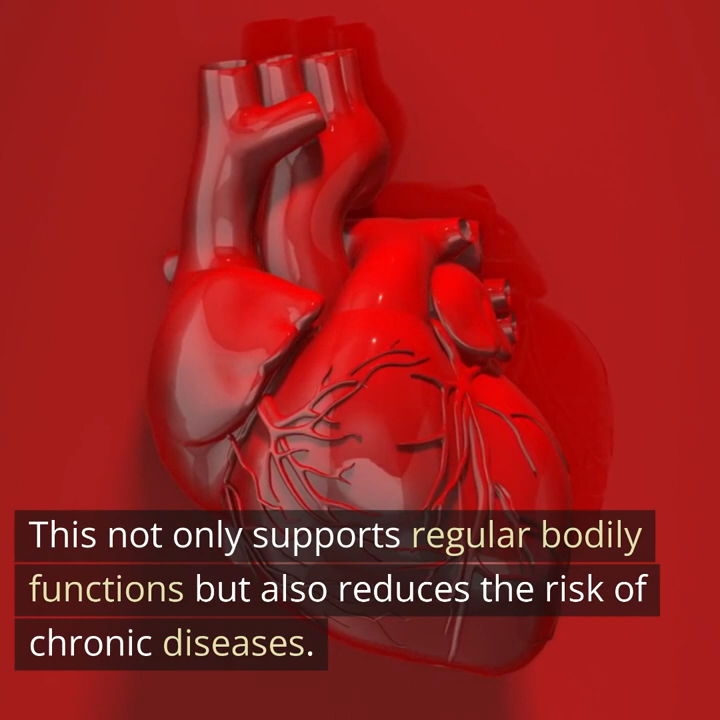 This not only supports regular bodily
functions but also reduces the risk of
chronic diseases.